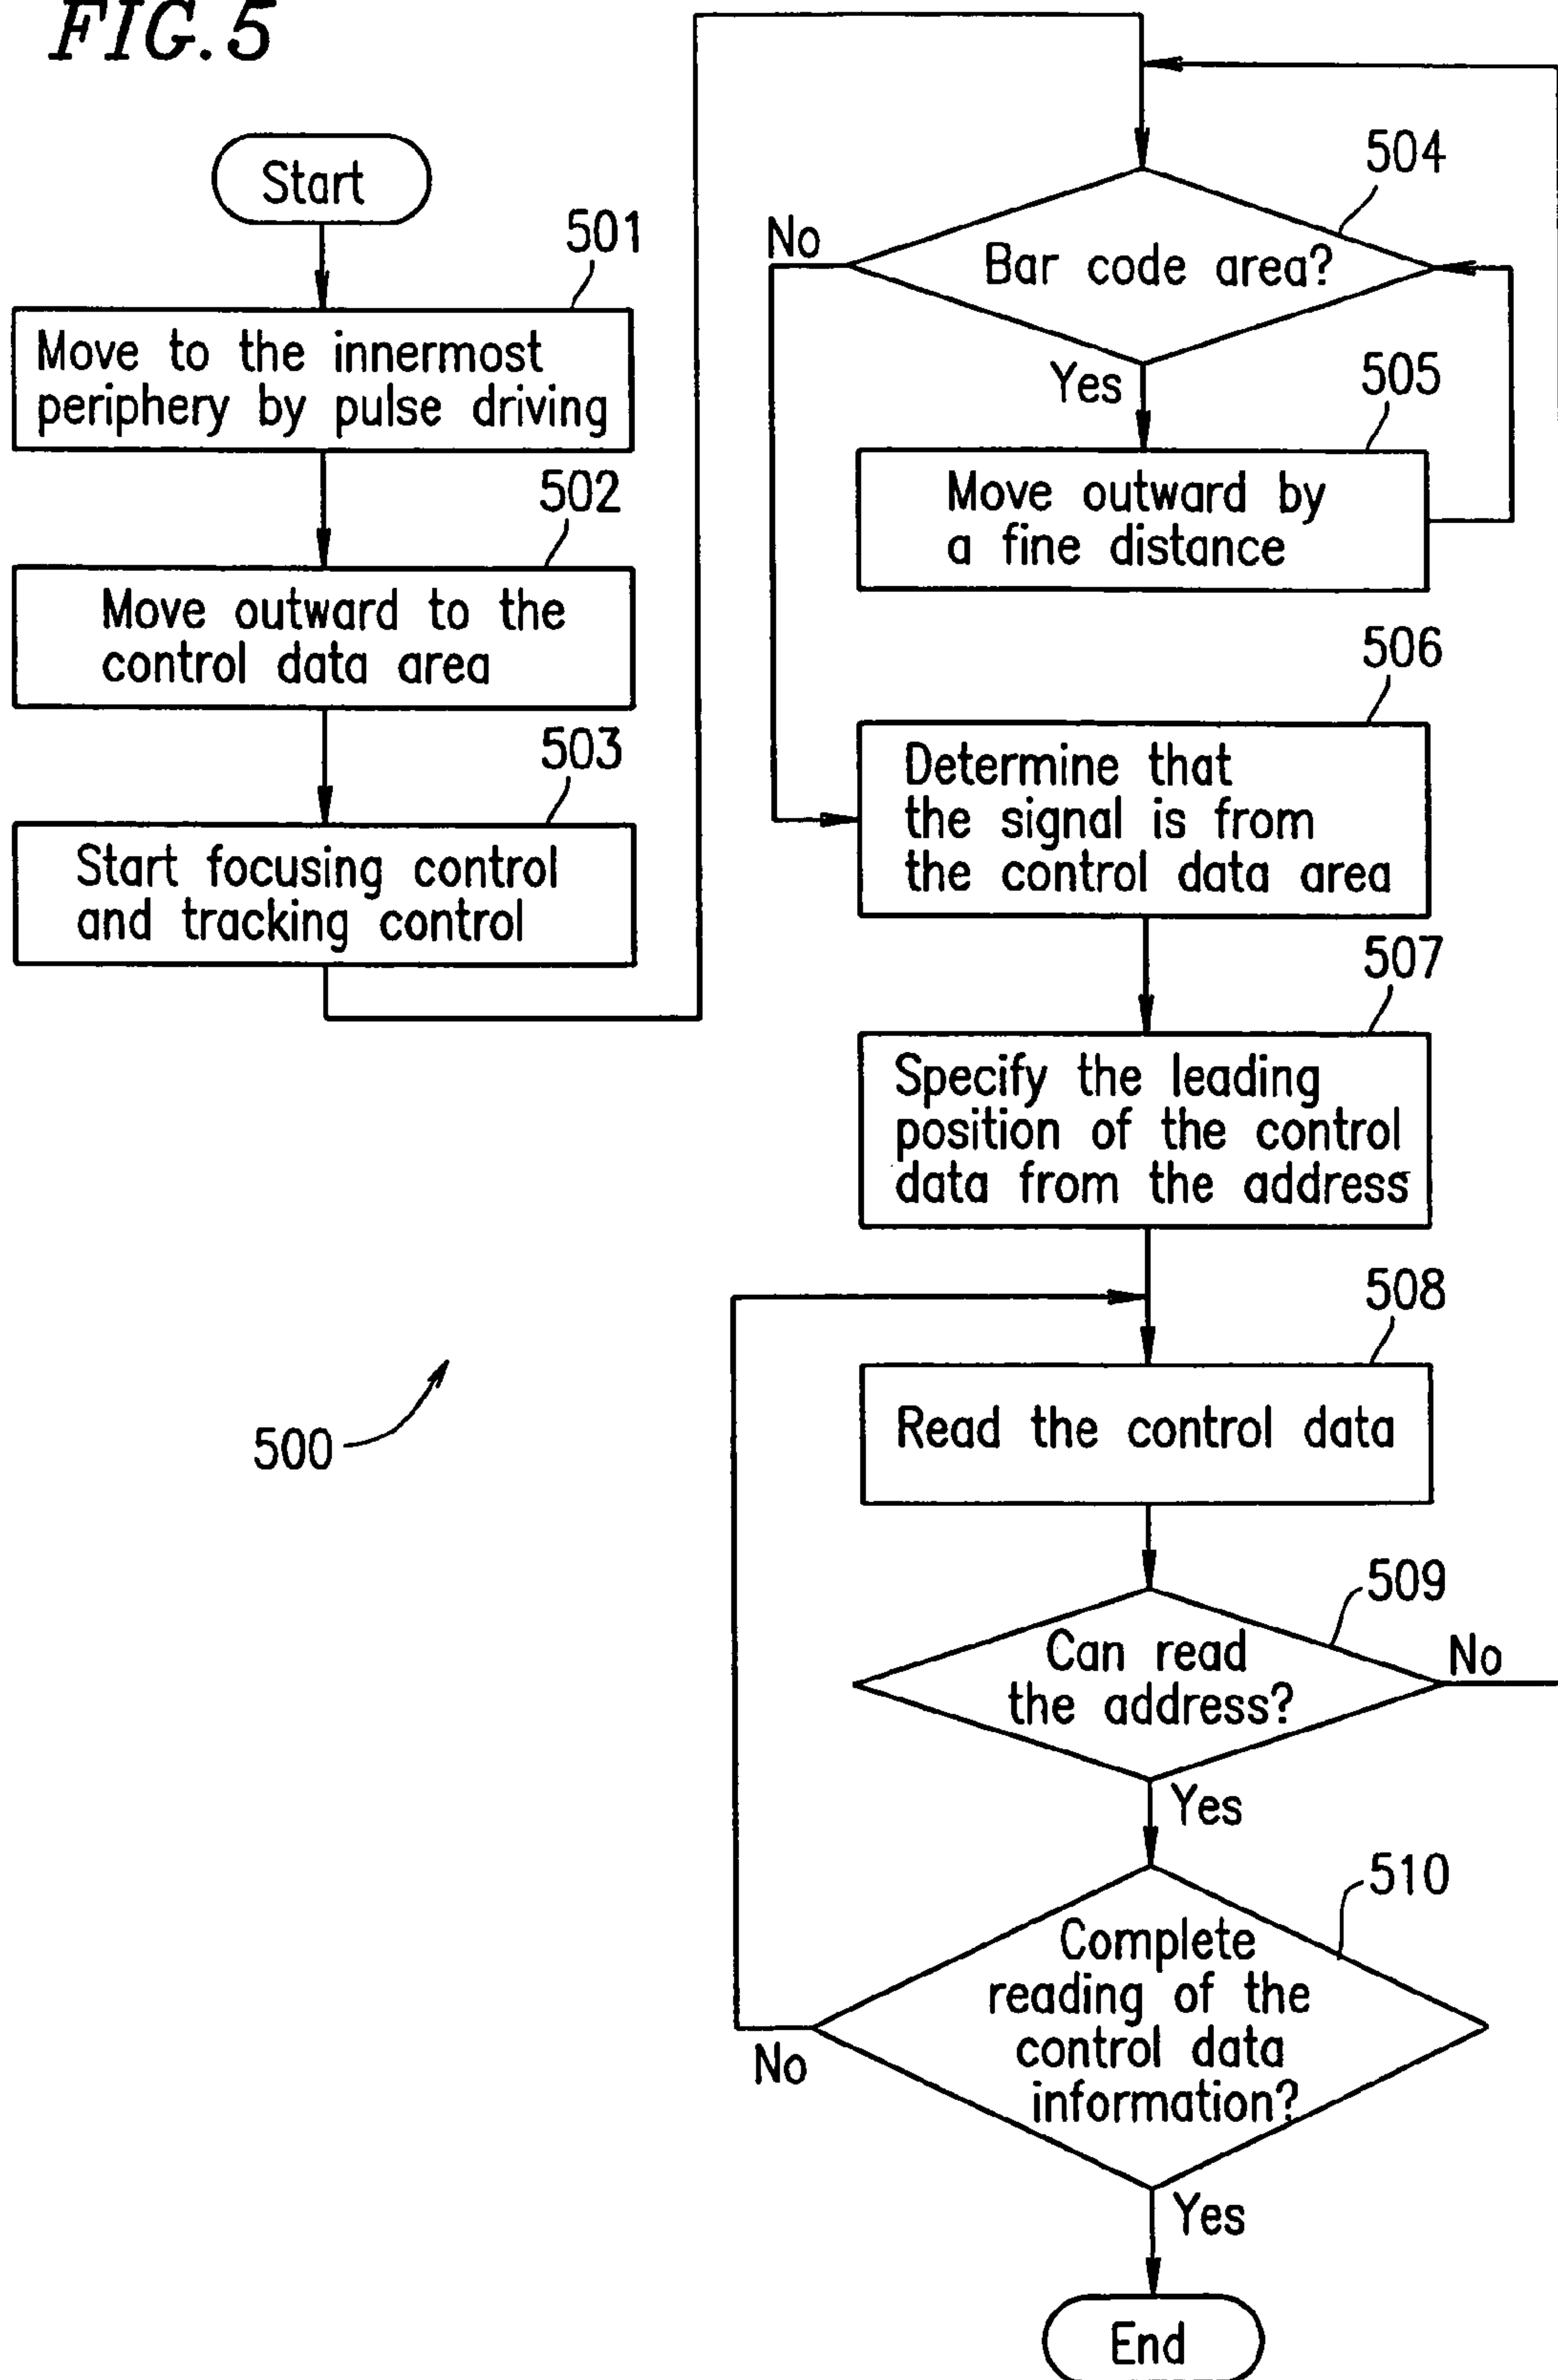 FIG. 5
Start
501
Move to the innermost
periphery by pulse driving
502
Move outward to the
control data area
503
Start focusing control
and tracking control
504
No
Bar code area?
Yes
505
Move outward by
a fine distance
506
Determine that
the signal is from
the control data area
507
Specify the leading
position of the control
data from the address
508
Read the control data
500
509
Can read
the address?
No
Yes
510
Complete
reading of the
control data
information?
No
Yes
End